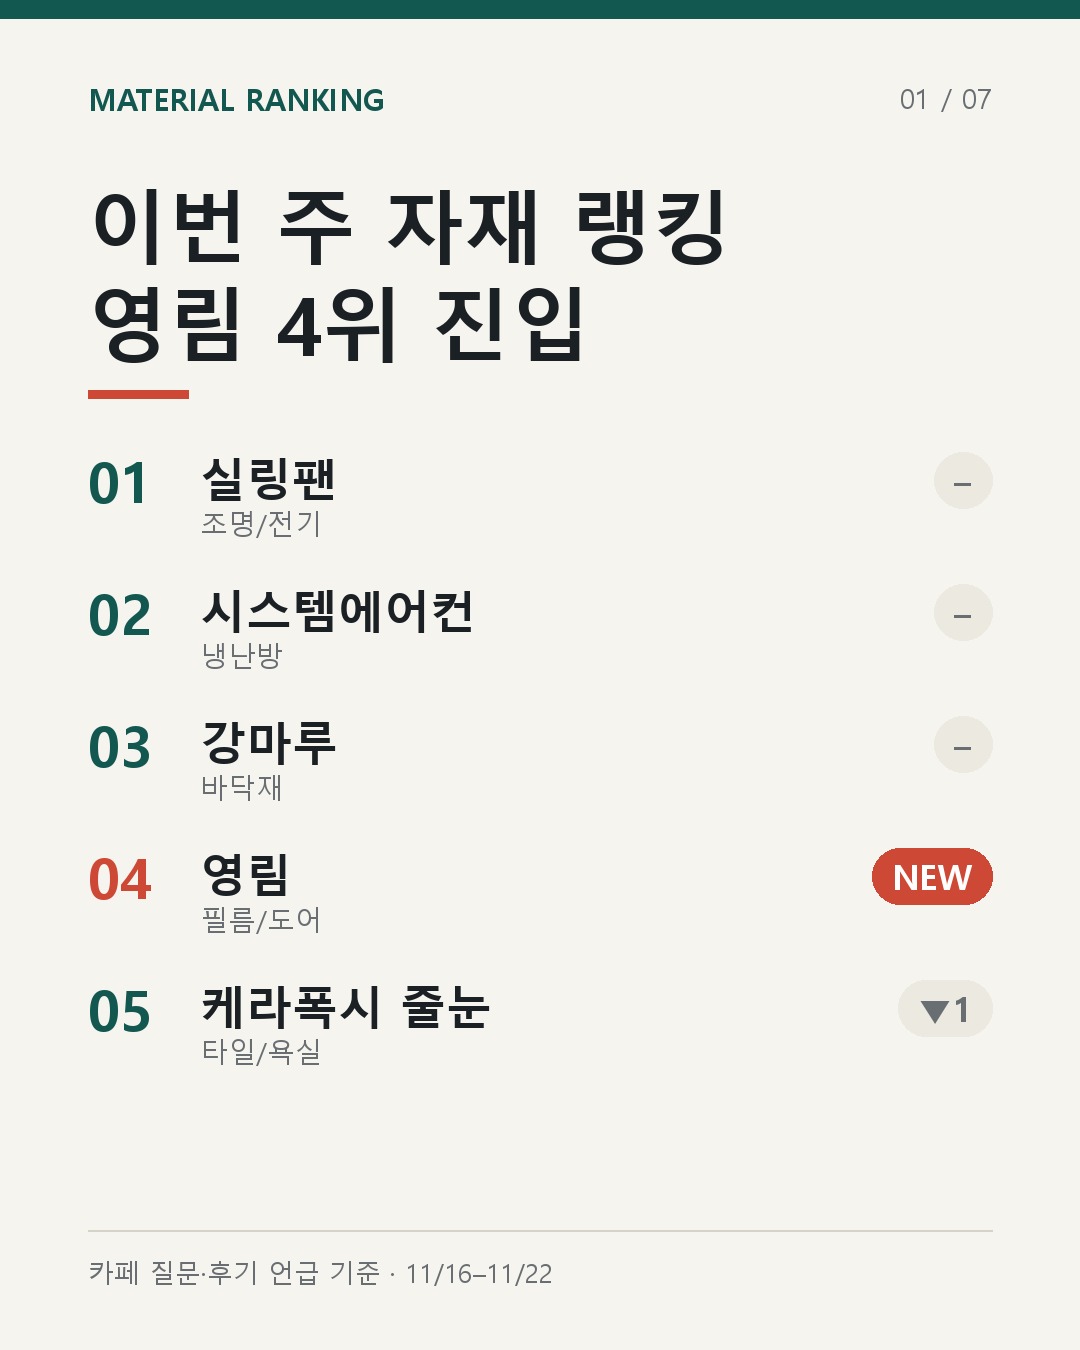 MATERIAL RANKING
01 / 07
이번 주 자재 랭킹
영림 4위 진입
01 실링팬 –
조명/전기
02 시스템에어컨 –
냉난방
03 강마루 –
바닥재
04 영림 NEW
필름/도어
05 케라폭시 줄눈 ▼1
타일/욕실
카페 질문·후기 언급 기준 · 11/16–11/22